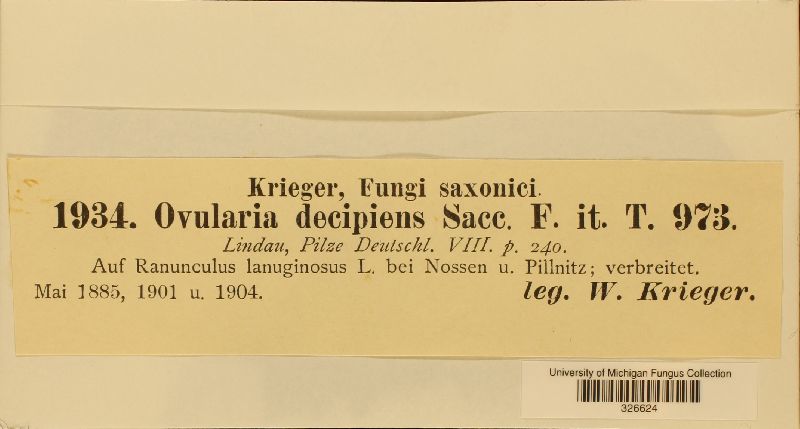 Krieger, Fungi saxonici.
1934. Ovularia decipiens Sacc. F. it. T. 973.
Lindau, Pilze Deutschl. VIII. p. 240.
Auf Ranunculus lanuginosus L. bei Nossen u. Pillnitz; verbreitet.
Mai 1885, 1901 u. 1904. leg. W. Krieger.
University of Michigan Fungus Collection
326624